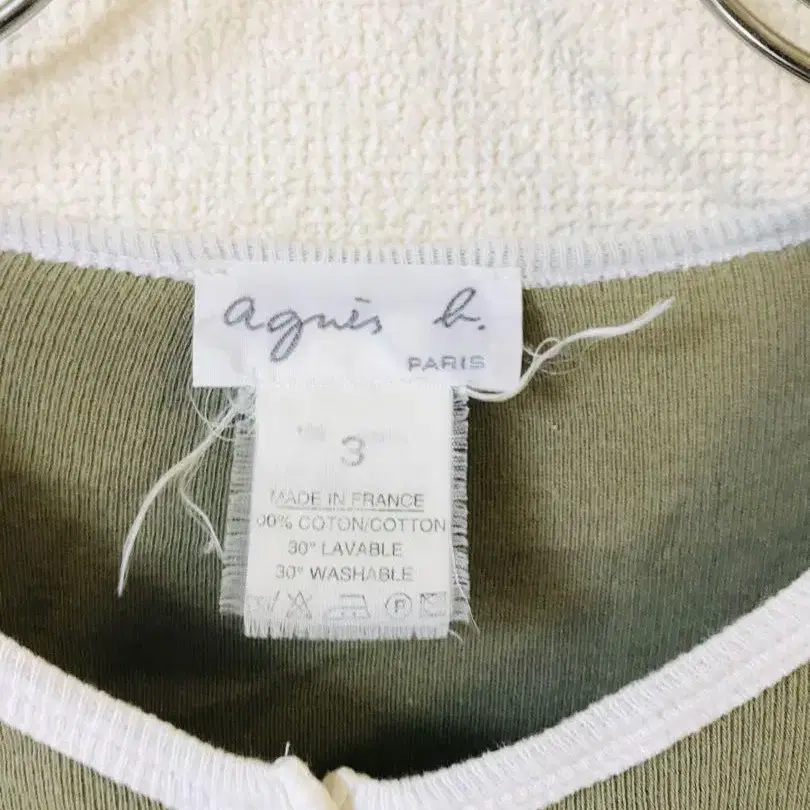 agnès b.
PARIS
3
MADE IN FRANCE
00% COTON/COTTON
30° LAVABLE
30° WASHABLE
P